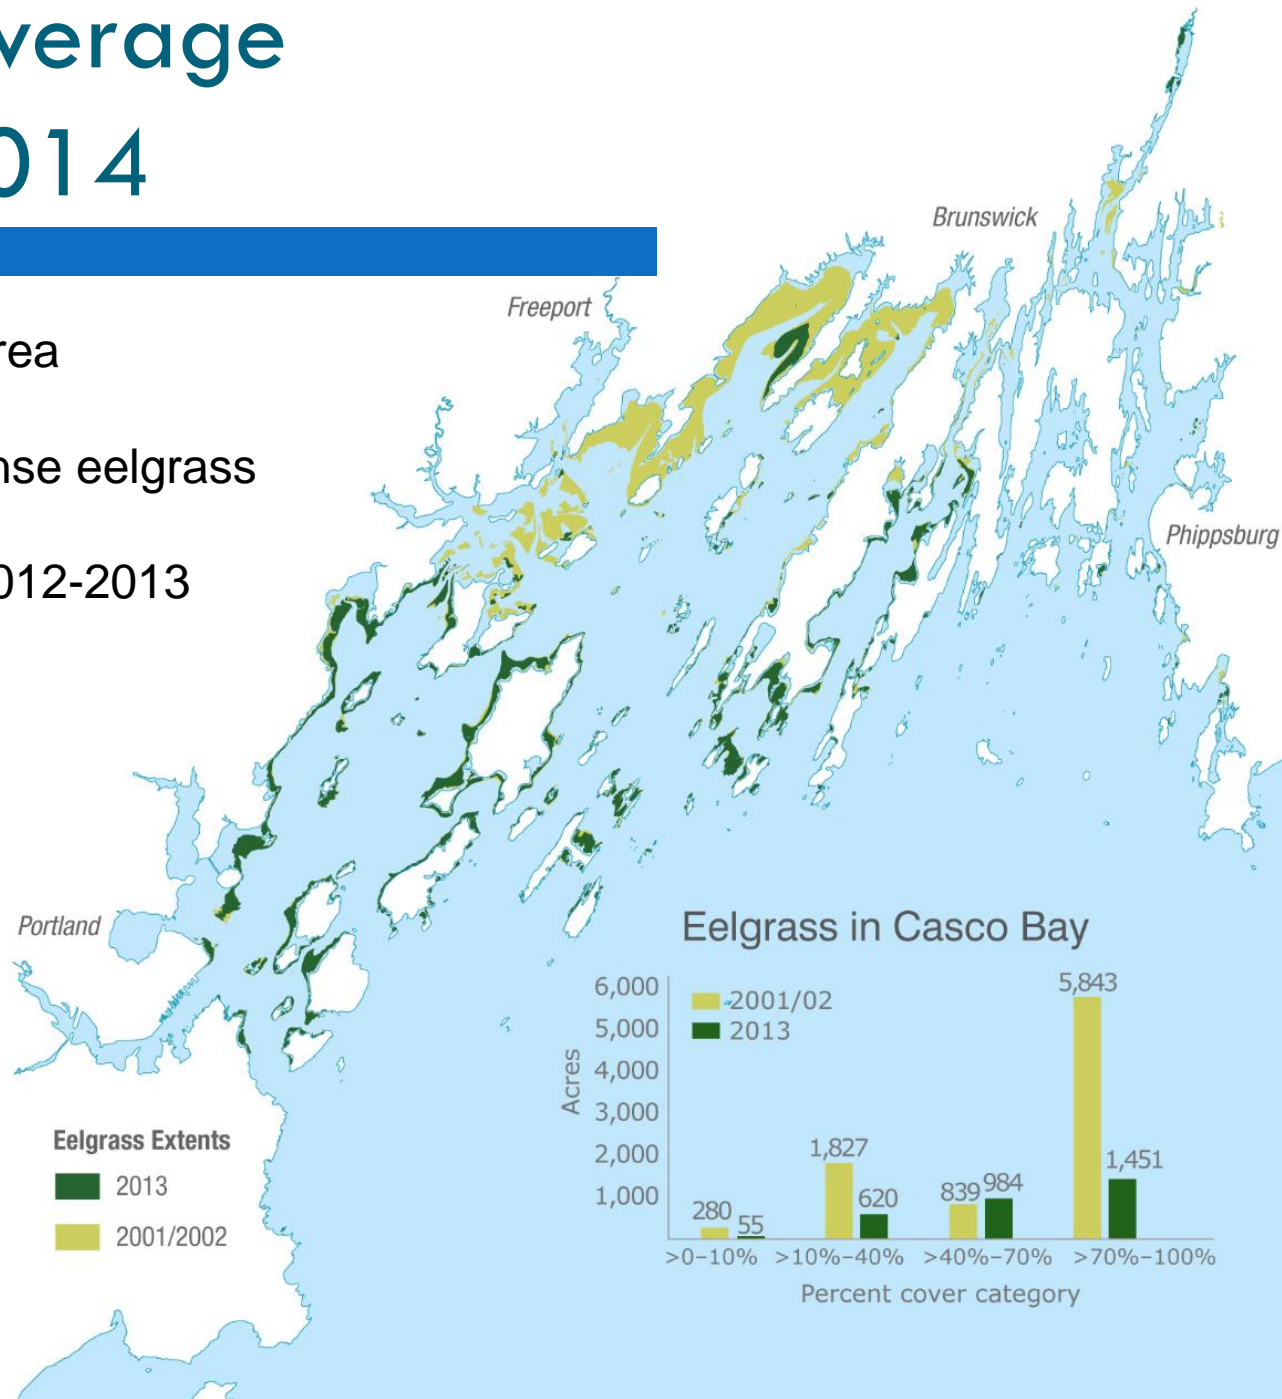 verage
014
rea
nse eelgrass
012-2013
Brunswick
Freeport
Phippsburg
Portland
Eelgrass Extents
2013
2001/2002
Eelgrass in Casco Bay
2001/02
2013
Acres
6,000
5,000
4,000
3,000
2,000
1,000
280
55
1,827
620
839
984
5,843
1,451
>0–10% >10%–40% >40%–70% >70%–100%
Percent cover category